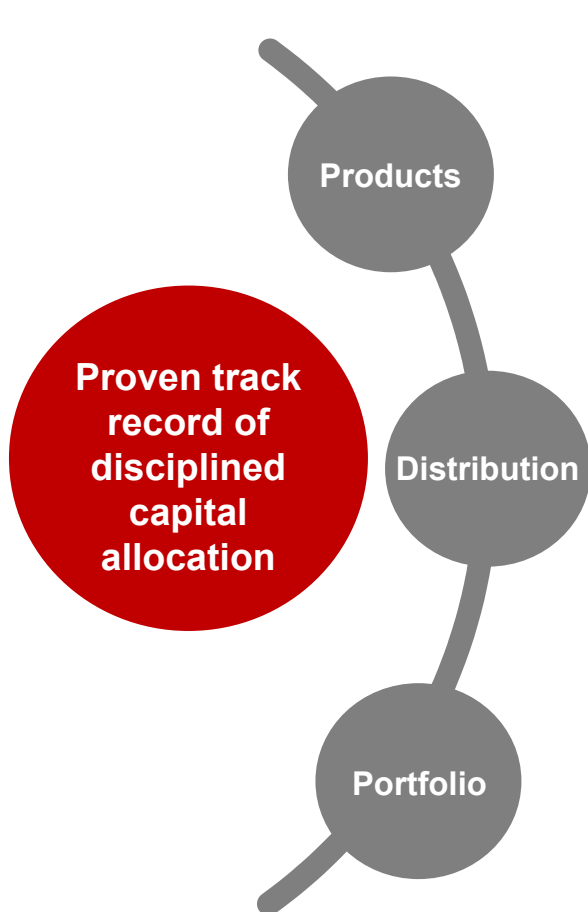 Products
Proven track
record of
disciplined
capital
allocation
Distribution
Portfolio